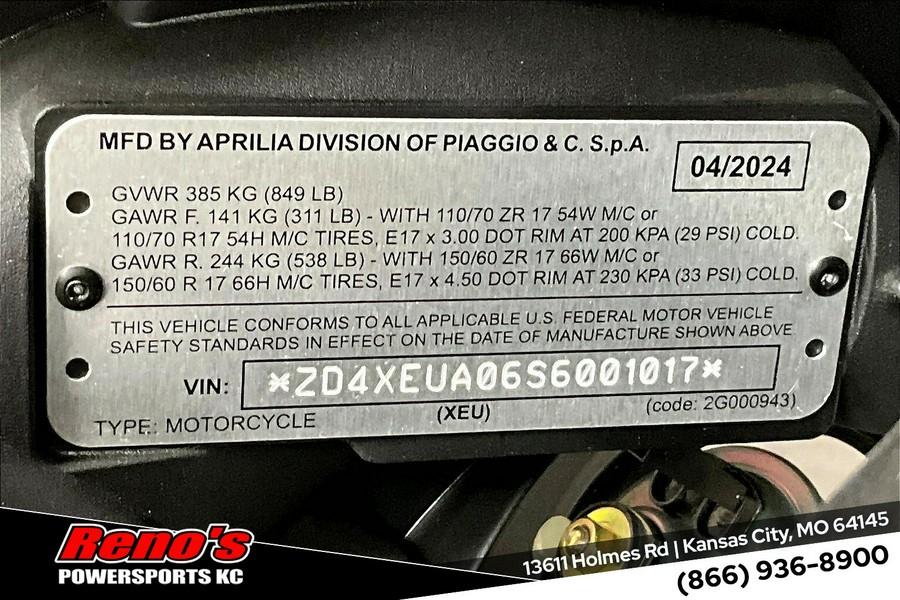 MFD BY APRILIA DIVISION OF PIAGGIO & C. S.p.A.
04/2024
GVWR 385 KG (849 LB)
GAWR F. 141 KG (311 LB) - WITH 110/70 ZR 17 54W M/C or
110/70 R17 54H M/C TIRES, E17 x 3.00 DOT RIM AT 200 KPA (29 PSI) COLD.
GAWR R. 244 KG (538 LB) - WITH 150/60 ZR 17 66W M/C or
150/60 R 17 66H M/C TIRES, E17 x 4.50 DOT RIM AT 230 KPA (33 PSI) COLD.
THIS VEHICLE CONFORMS TO ALL APPLICABLE U.S. FEDERAL MOTOR VEHICLE
SAFETY STANDARDS IN EFFECT ON THE DATE OF MANUFACTURE SHOWN ABOVE
VIN: *ZD4XEUA06S6001017*
TYPE: MOTORCYCLE (XEU) (code: 2G000943)
Reno's
POWERSPORTS KC
13611 Holmes Rd | Kansas City, MO 64145
(866) 936-8900